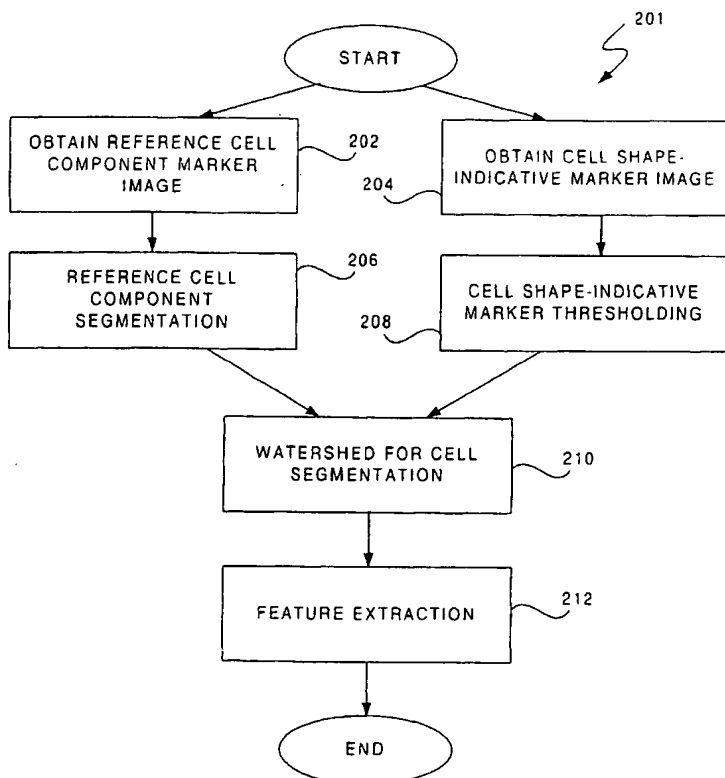 201
START
OBTAIN REFERENCE CELL
COMPONENT MARKER
IMAGE
202
OBTAIN CELL SHAPE-
INDICATIVE MARKER IMAGE
204
REFERENCE CELL
COMPONENT
SEGMENTATION
206
CELL SHAPE-INDICATIVE
MARKER THRESHOLDING
208
WATERSHED FOR CELL
SEGMENTATION
210
FEATURE EXTRACTION
212
END